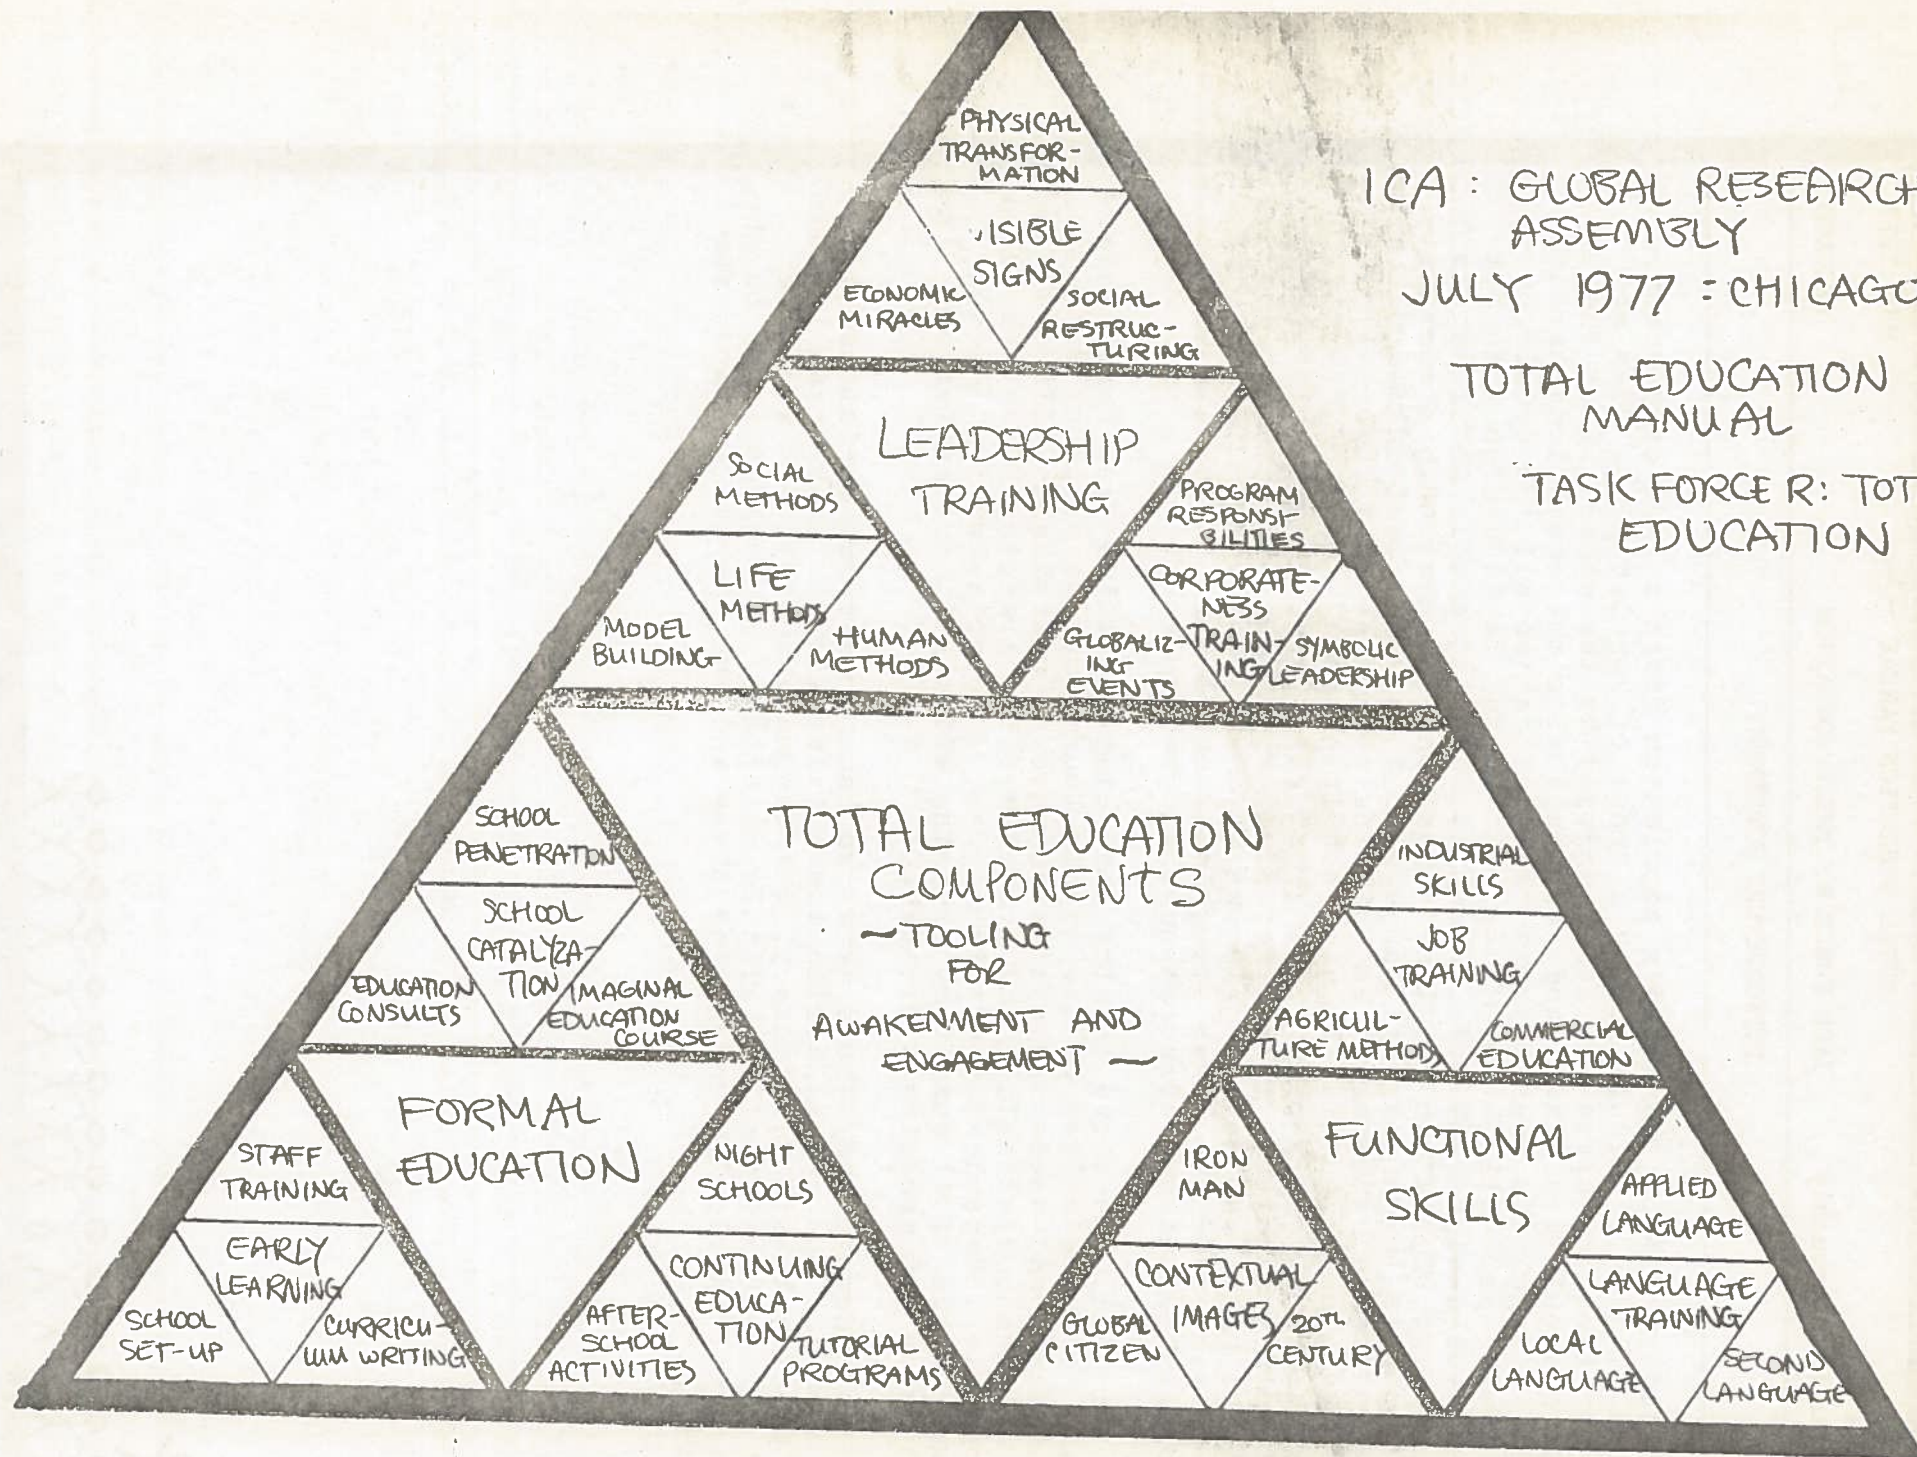 PHYSICAL
TRANSFOR-
MATION
ISIBLE
SIGNS
ECONOMIC
MIRACLES
SOCIAL
RESTRUC-
TURING
ICA : GLOBAL RESEARCH
ASSEMBLY
JULY 1977 : CHICAGO
TOTAL EDUCATION
MANUAL
TASK FORCE R: TOT
EDUCATION
LEADERSHIP
TRAINING
SOCIAL
METHODS
LIFE
METHODS
MODEL
BUILDING
HUMAN
METHODS
PROGRAM
RESPONSI-
BILITIES
CORPORATE-
NESS
TRAIN-
ING
GLOBALIZ-
ING
EVENTS
SYMBOLIC
LEADERSHIP
TOTAL EDUCATION
COMPONENTS
~ TOOLING
FOR
AWAKENMENT AND
ENGAGEMENT ~
SCHOOL
PENETRATION
SCHOOL
CATALYZA-
TION
EDUCATION
CONSULTS
IMAGINAL
EDUCATION
COURSE
FORMAL
EDUCATION
STAFF
TRAINING
EARLY
LEARNING
SCHOOL
SET-UP
CURRICU-
LUM WRITING
NIGHT
SCHOOLS
CONTINUING
EDUCA-
TION
AFTER-
SCHOOL
ACTIVITIES
TUTORIAL
PROGRAMS
INDUSTRIAL
SKILLS
JOB
TRAINING
AGRICUL-
TURE METHODS
COMMERCIAL
EDUCATION
FUNCTIONAL
SKILLS
IRON
MAN
CONTEXTUAL
IMAGES
GLOBAL
CITIZEN
20TH
CENTURY
APPLIED
LANGUAGE
LANGUAGE
TRAINING
LOCAL
LANGUAGE
SECOND
LANGUAGE